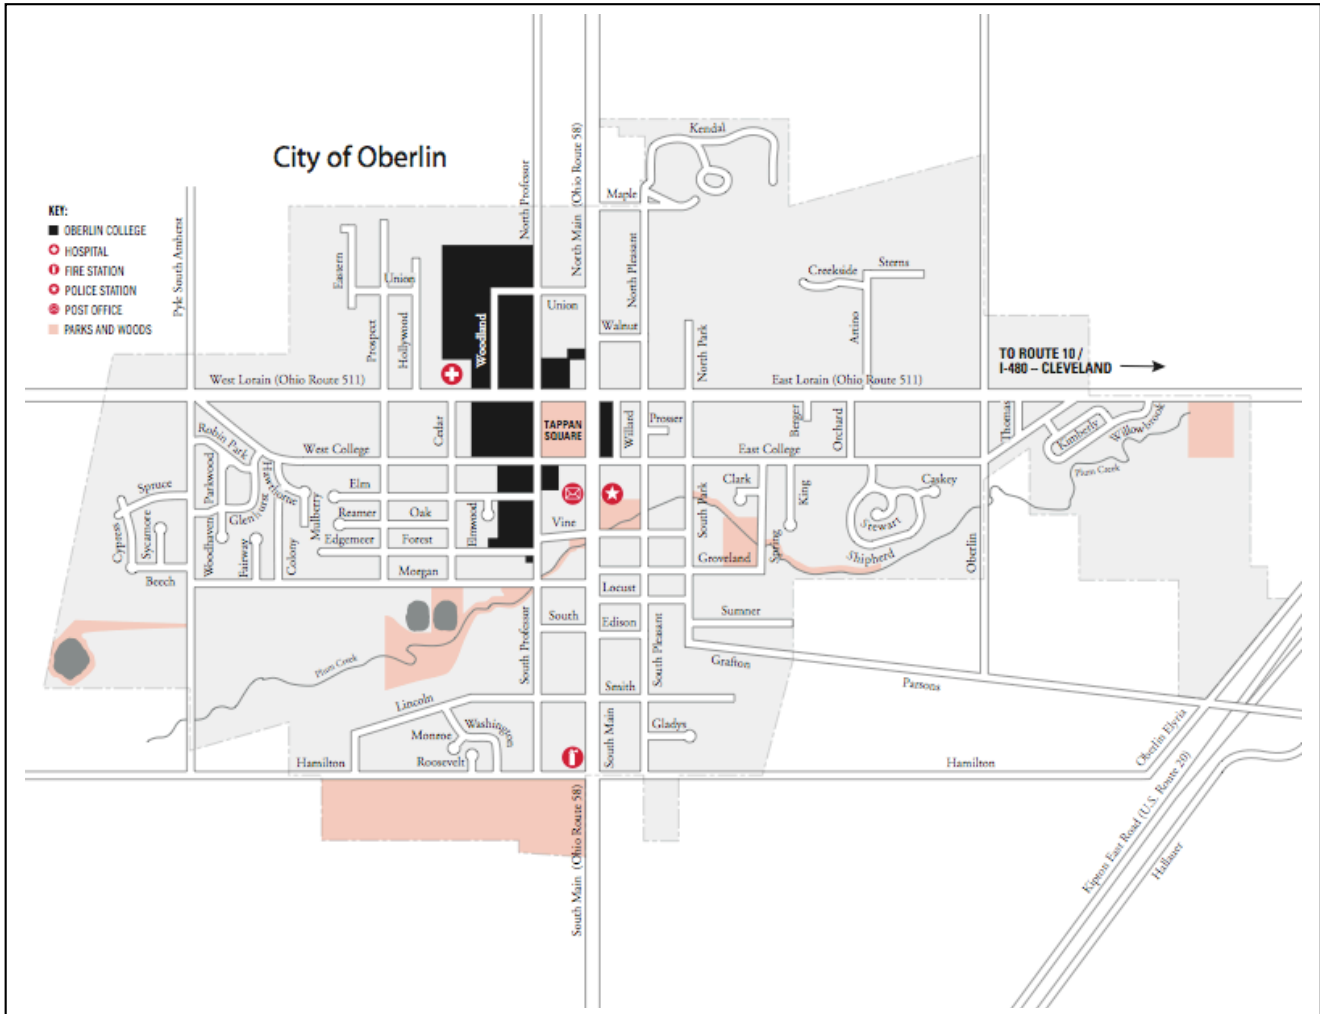 City of Oberlin
KEY:
OBERLIN COLLEGE
HOSPITAL
FIRE STATION
POLICE STATION
POST OFFICE
PARKS AND WOODS
Pyle South Amherst
North Professor
North Main (Ohio Route 58)
Kendal
Maple
North Pleasant
Eastern
Union
Prospect
Hollywood
Woodland
Union
Walnut
North Park
Creekside
Sterns
Artino
TO ROUTE 10 /
I-480 – CLEVELAND
West Lorain (Ohio Route 511)
East Lorain (Ohio Route 511)
Robin Park
West College
Cedar
TAPPAN
SQUARE
Willard
Prosser
East College
Berger
Orchard
Thomas
Kimberly
Willowbrook
Plum Creek
Spruce
Parkwood
Hawthorne
Glenhurst
Mulberry
Elm
Reamer
Oak
Edgemeer
Forest
Elmwood
Vine
Clark
South Park
King
Caskey
Stewart
Shipherd
Oberlin
Cypress
Sycamore
Woodhaven
Fairway
Colony
Beech
Morgan
Groveland
Spring
Locust
South
Edison
Sumner
South Professor
South Pleasant
Grafton
Parsons
Plum Creek
Lincoln
Smith
Monroe
Washington
Roosevelt
South Main
Gladys
Hamilton
Hamilton
Oberlin Elyria
Kipton East Road (U.S. Route 20)
Hallauer
South Main (Ohio Route 58)